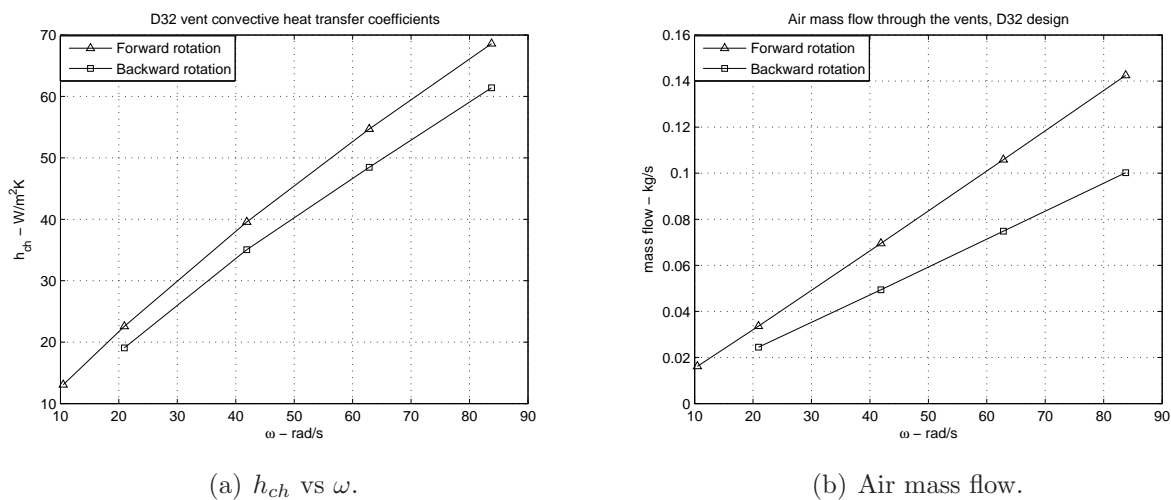 D32 vent convective heat transfer coefficients
70
60
50
40
30
20
10
h_ch − W/m²K
Forward rotation
Backward rotation
10 20 30 40 50 60 70 80 90
ω − rad/s
(a) h_ch vs ω.
Air mass flow through the vents, D32 design
0.16
0.14
0.12
0.1
0.08
0.06
0.04
0.02
0
mass flow − kg/s
Forward rotation
Backward rotation
10 20 30 40 50 60 70 80 90
ω − rad/s
(b) Air mass flow.